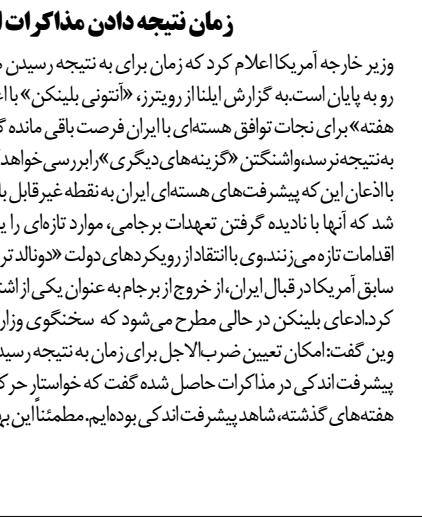 زمان نتیجه دادن مذاکرات
وزیر خارجه آمریکا اعلام کرد که زمان برای به نتیجه رسیدن
رو به پایان است.به گزارش ایلنا از رویترز، «آنتونی بلینکن» با
هفته» برای نجات توافق هسته‌ای با ایران فرصت باقی مانده
به‌نتیجه‌نرسد،واشنگتن «گزینه‌های دیگری» را بررسی خواهد
با اذعان این که پیشرفت‌های هسته‌ای ایران به نقطه غیرقابل
شد که آنها با نادیده گرفتن تعهدات برجامی، موارد تازه‌ای را
اقدامات تازه می‌زنند.وی با انتقاد از رویکردهای دولت «دونالد
سابق آمریکا در قبال ایران، از خروج از برجام به عنوان یکی از
کرد.ادعای بلینکن در حالی مطرح می‌شود که سخنگوی
وین گفت: امکان تعیین ضرب‌الاجل برای زمان به نتیجه
پیشرفت اندکی در مذاکرات حاصل شده گفت که خواستار
هفته‌های گذشته، شاهد پیشرفت اندکی بوده‌ایم. مطمئناً این